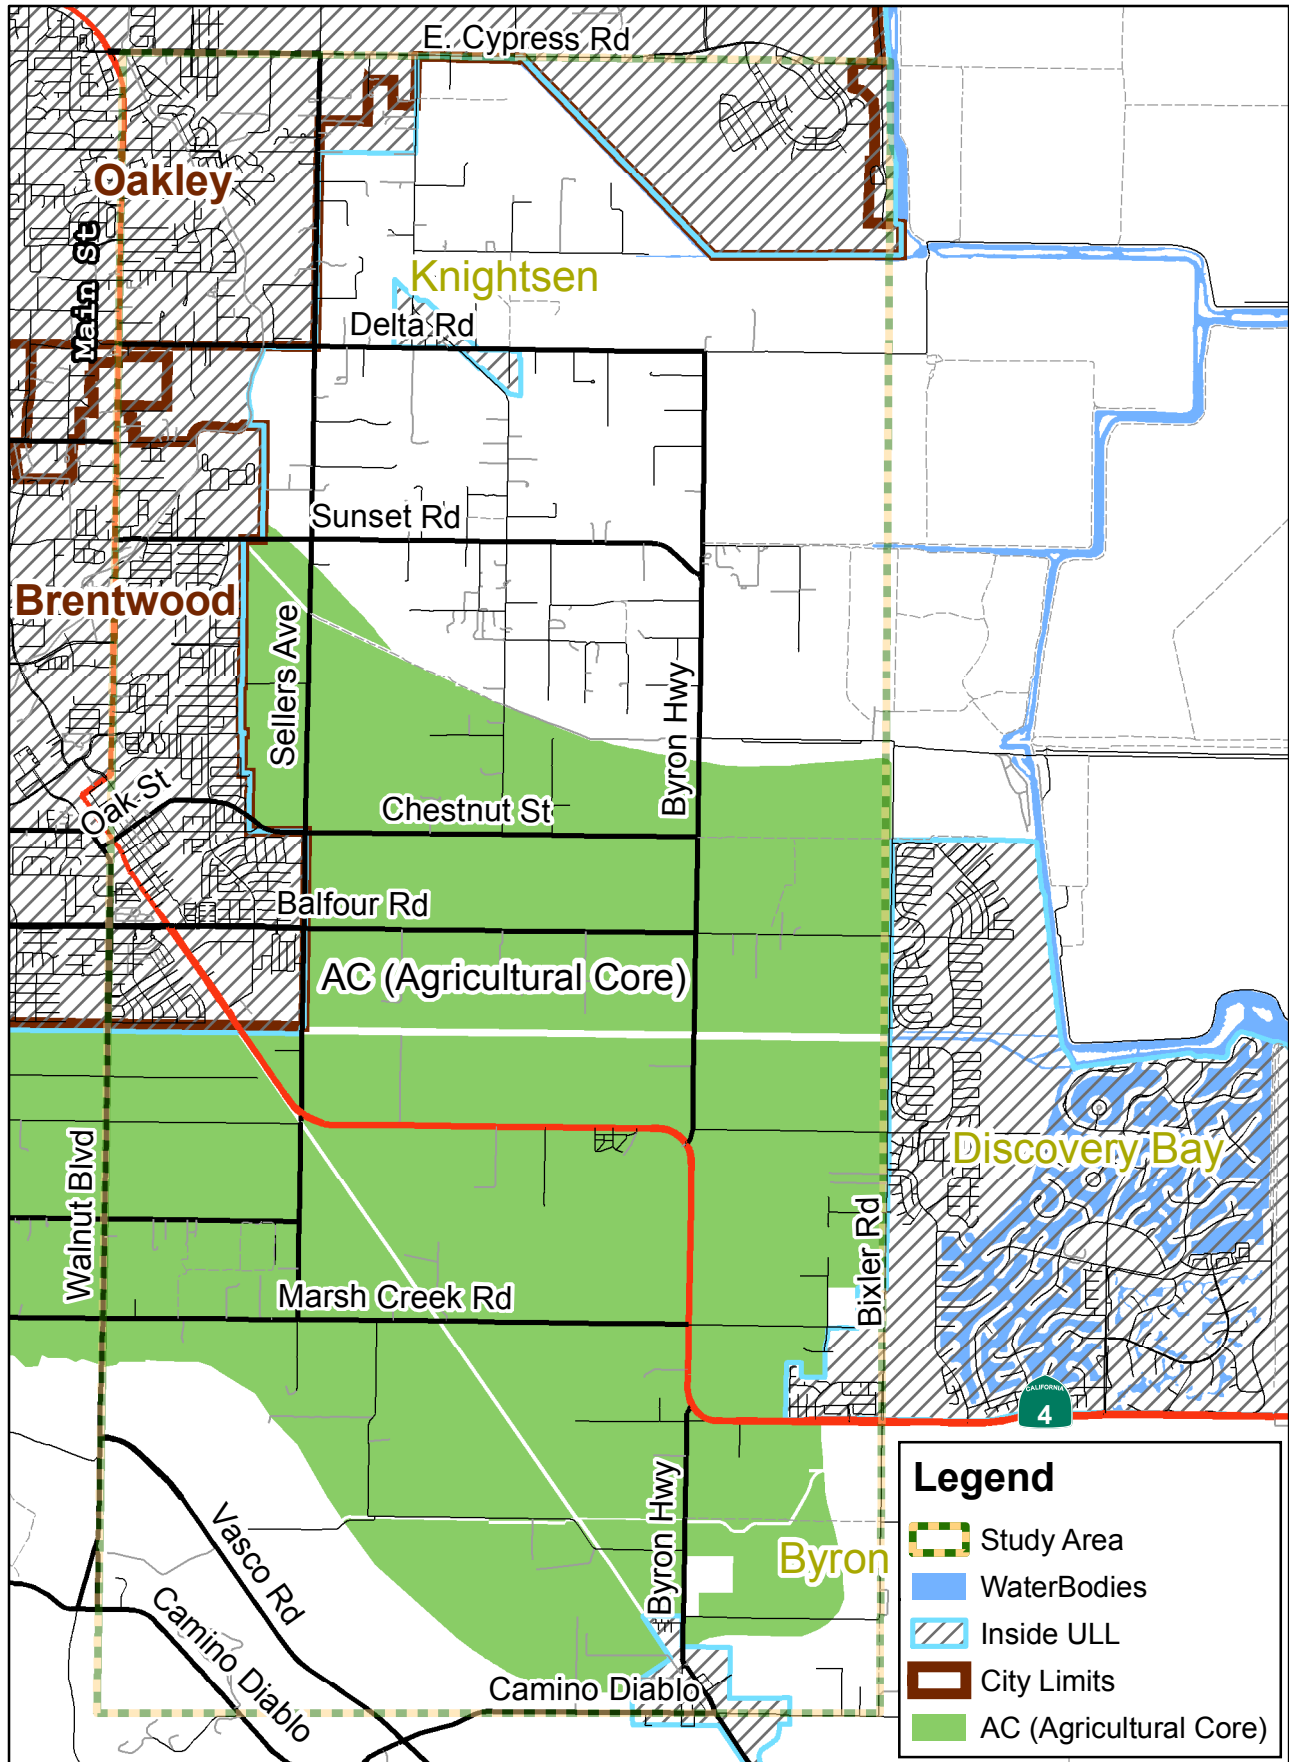 E. Cypress Rd
Oakley
Main St
Knightsen
Delta Rd
Sunset Rd
Brentwood
Sellers Ave
Byron Hwy
Oak St
Chestnut St
Balfour Rd
AC (Agricultural Core)
Discovery Bay
Walnut Blvd
Bixler Rd
Marsh Creek Rd
CALIFORNIA
4
Byron Hwy
Vasco Rd
Byron
Camino Diablo
Camino Diablo
Legend
Study Area
WaterBodies
Inside ULL
City Limits
AC (Agricultural Core)